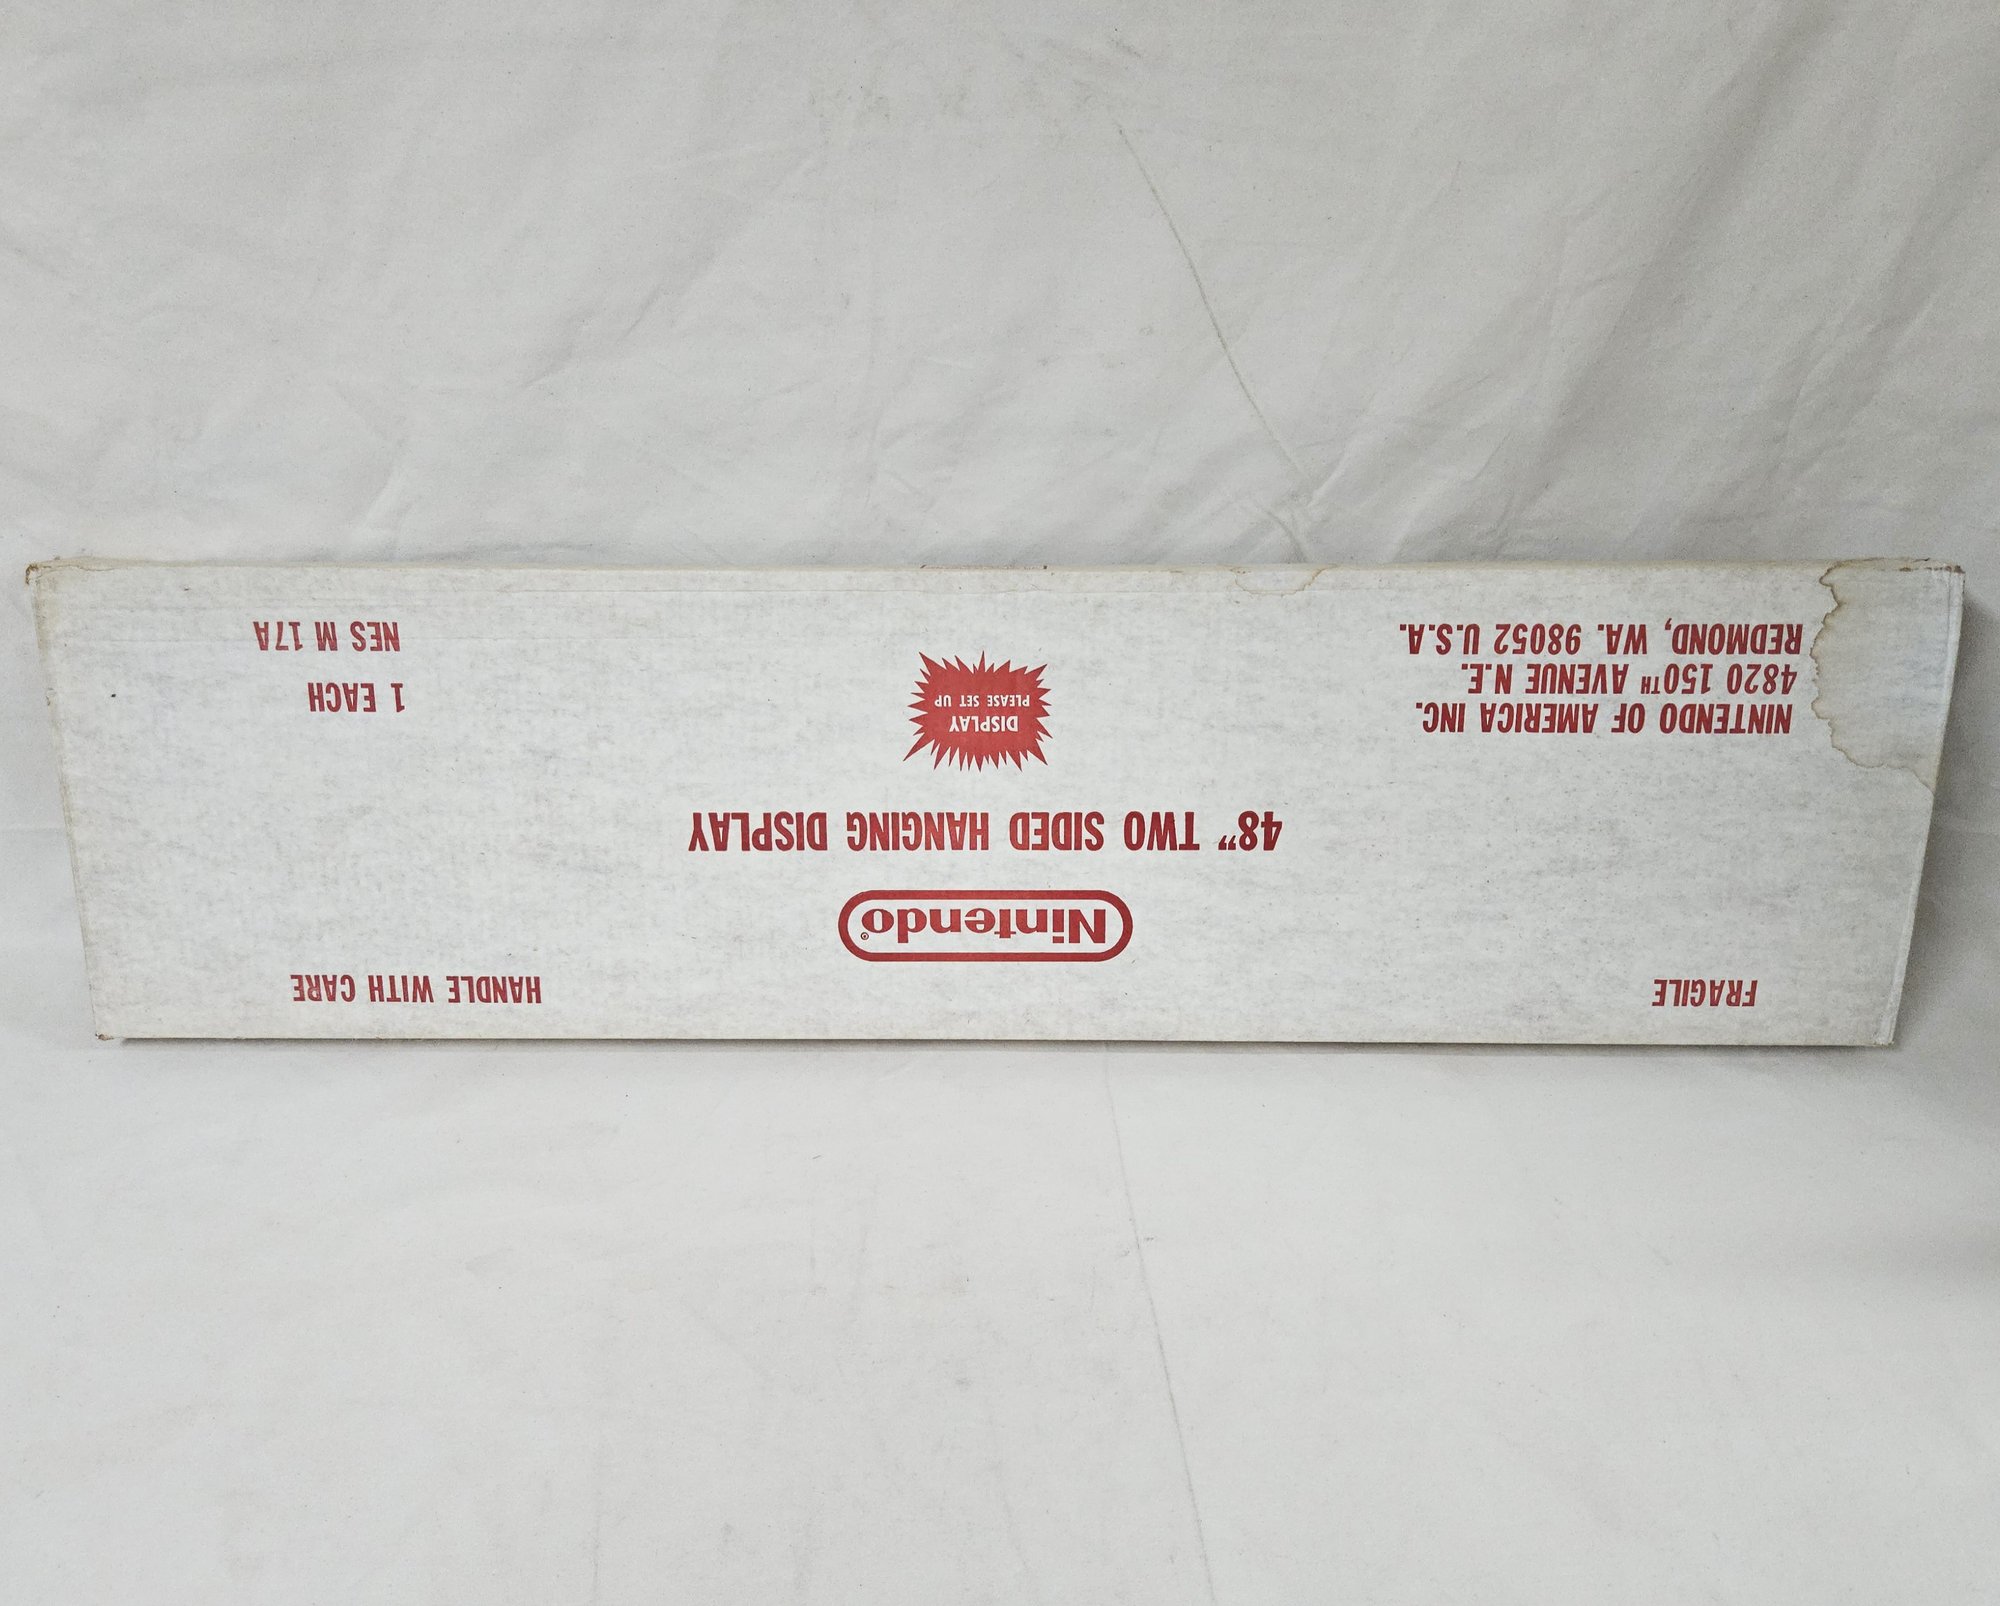 FRAGILE
HANDLE WITH CARE
Nintendo®
48" TWO SIDED HANGING DISPLAY
DISPLAY
PLEASE SET UP
NINTENDO OF AMERICA INC.
4820 150TH AVENUE N.E.
REDMOND, WA. 98052 U.S.A.
1 EACH
NES M 17A